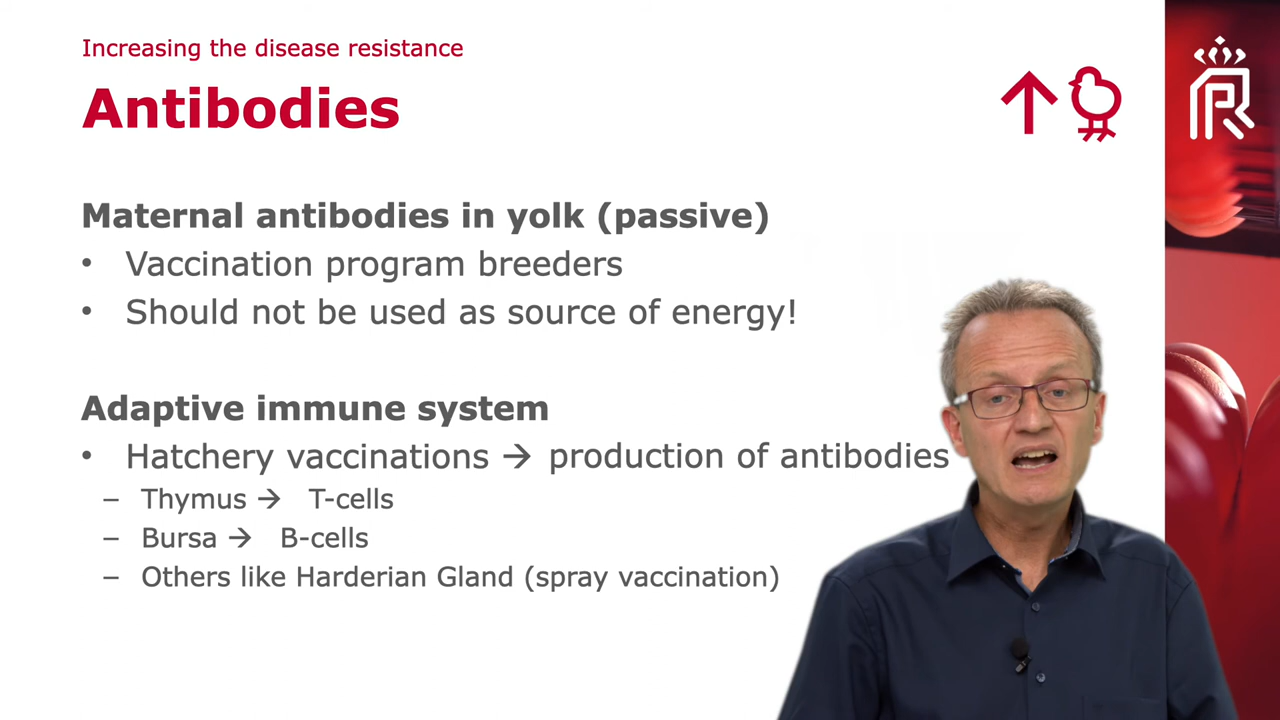 Increasing the disease resistance
Antibodies
Maternal antibodies in yolk (passive)
• Vaccination program breeders
• Should not be used as source of energy!
Adaptive immune system
• Hatchery vaccinations → production of antibodies
– Thymus → T-cells
– Bursa → B-cells
– Others like Harderian Gland (spray vaccination)